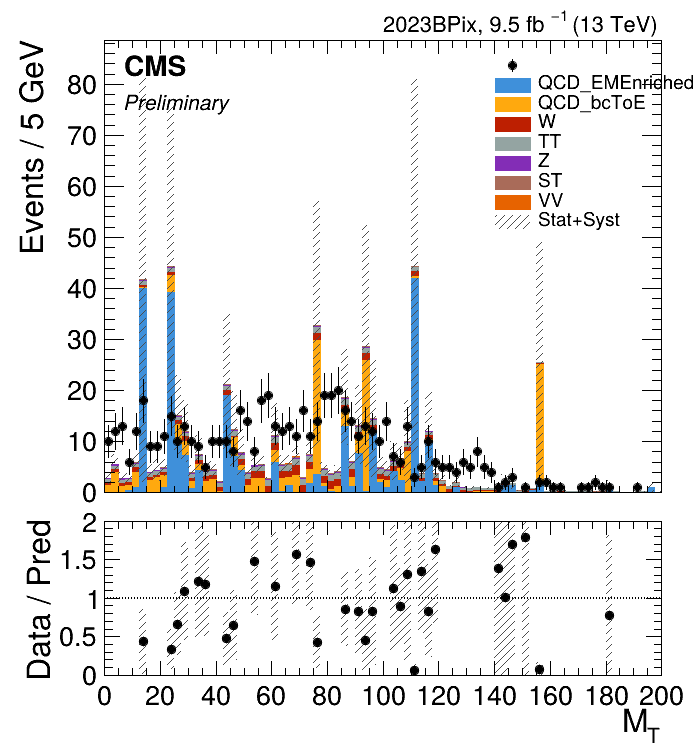 2023BPix, 9.5 fb⁻¹ (13 TeV)
CMS
Preliminary
QCD_EMEnriched
QCD_bcToE
W
TT
Z
ST
VV
Stat+Syst
Events / 5 GeV
80
70
60
50
40
30
20
10
0
Data / Pred
2
1.5
1
0.5
0
0 20 40 60 80 100 120 140 160 180 200
M_T